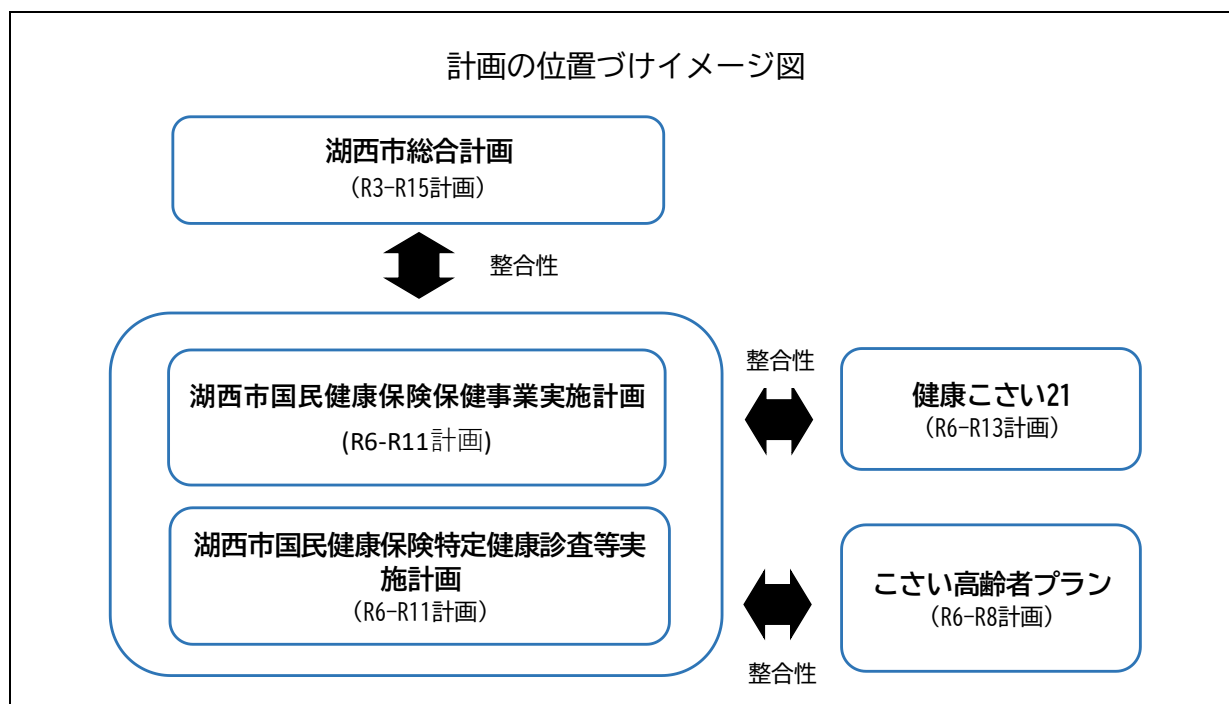 計画の位置づけイメージ図
湖西市総合計画
（R3-R15計画）
整合性
湖西市国民健康保険保健事業実施計画
(R6-R11計画)
湖西市国民健康保険特定健康診査等実
施計画
（R6-R11計画）
整合性
健康こさい21
（R6-R13計画）
こさい高齢者プラン
（R6-R8計画）
整合性